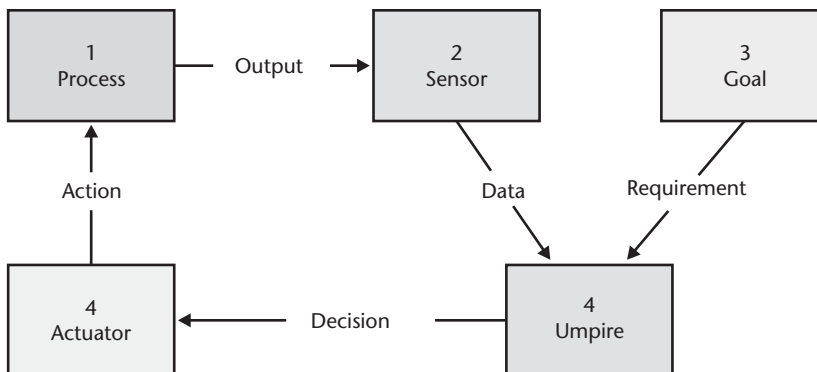 1
Process
Output
2
Sensor
3
Goal
Action
Data
Requirement
4
Actuator
Decision
4
Umpire